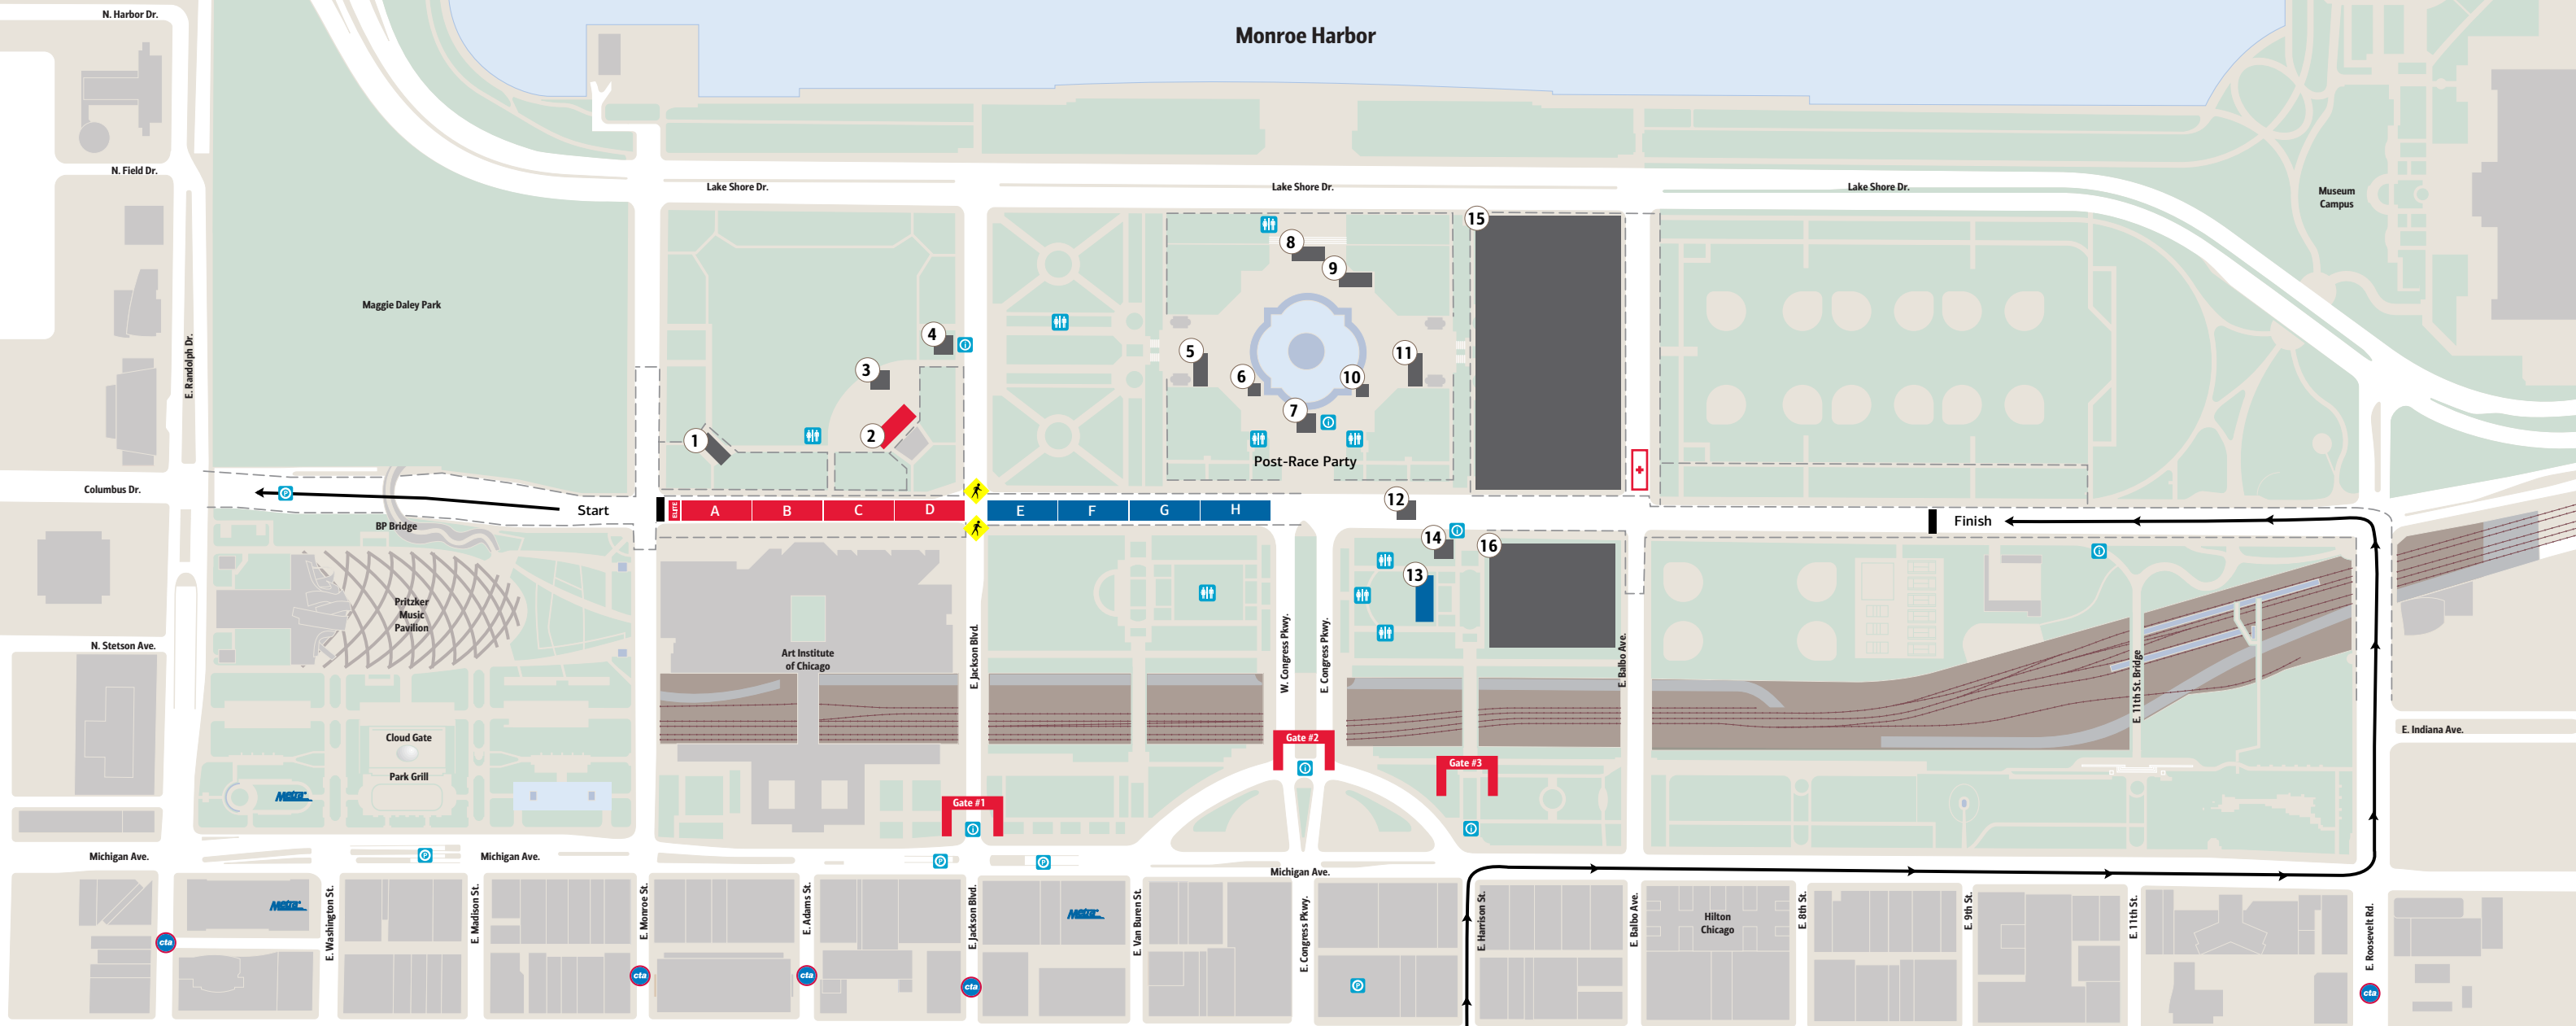 N. Harbor Dr.
Monroe Harbor
N. Field Dr.
Lake Shore Dr.
Lake Shore Dr.
Lake Shore Dr.
Museum
Campus
15
8
9
Maggie Daley Park
E. Randolph Dr.
4
3
5
11
6
10
7
2
1
Post-Race Party
Columbus Dr.
P
Start
ELITE
A
B
C
D
E
F
G
H
12
Finish
BP Bridge
14
16
13
Pritzker
Music
Pavilion
N. Stetson Ave.
Art Institute
of Chicago
E. Jackson Blvd.
W. Congress Pkwy.
E. Congress Pkwy.
E. Balbo Ave.
E. 11th St. Bridge
E. Indiana Ave.
Cloud Gate
Park Grill
Metra
Gate #2
Gate #3
Gate #1
Michigan Ave.
P
Michigan Ave.
P
P
Michigan Ave.
Metra
Metra
E. Washington St.
E. Madison St.
E. Monroe St.
E. Adams St.
E. Jackson Blvd.
E. Van Buren St.
E. Congress Pkwy.
E. Harrison St.
E. Balbo Ave.
Hilton
Chicago
E. 8th St.
E. 9th St.
E. 11th St.
E. Roosevelt Rd.
cta
cta
cta
cta
P
cta